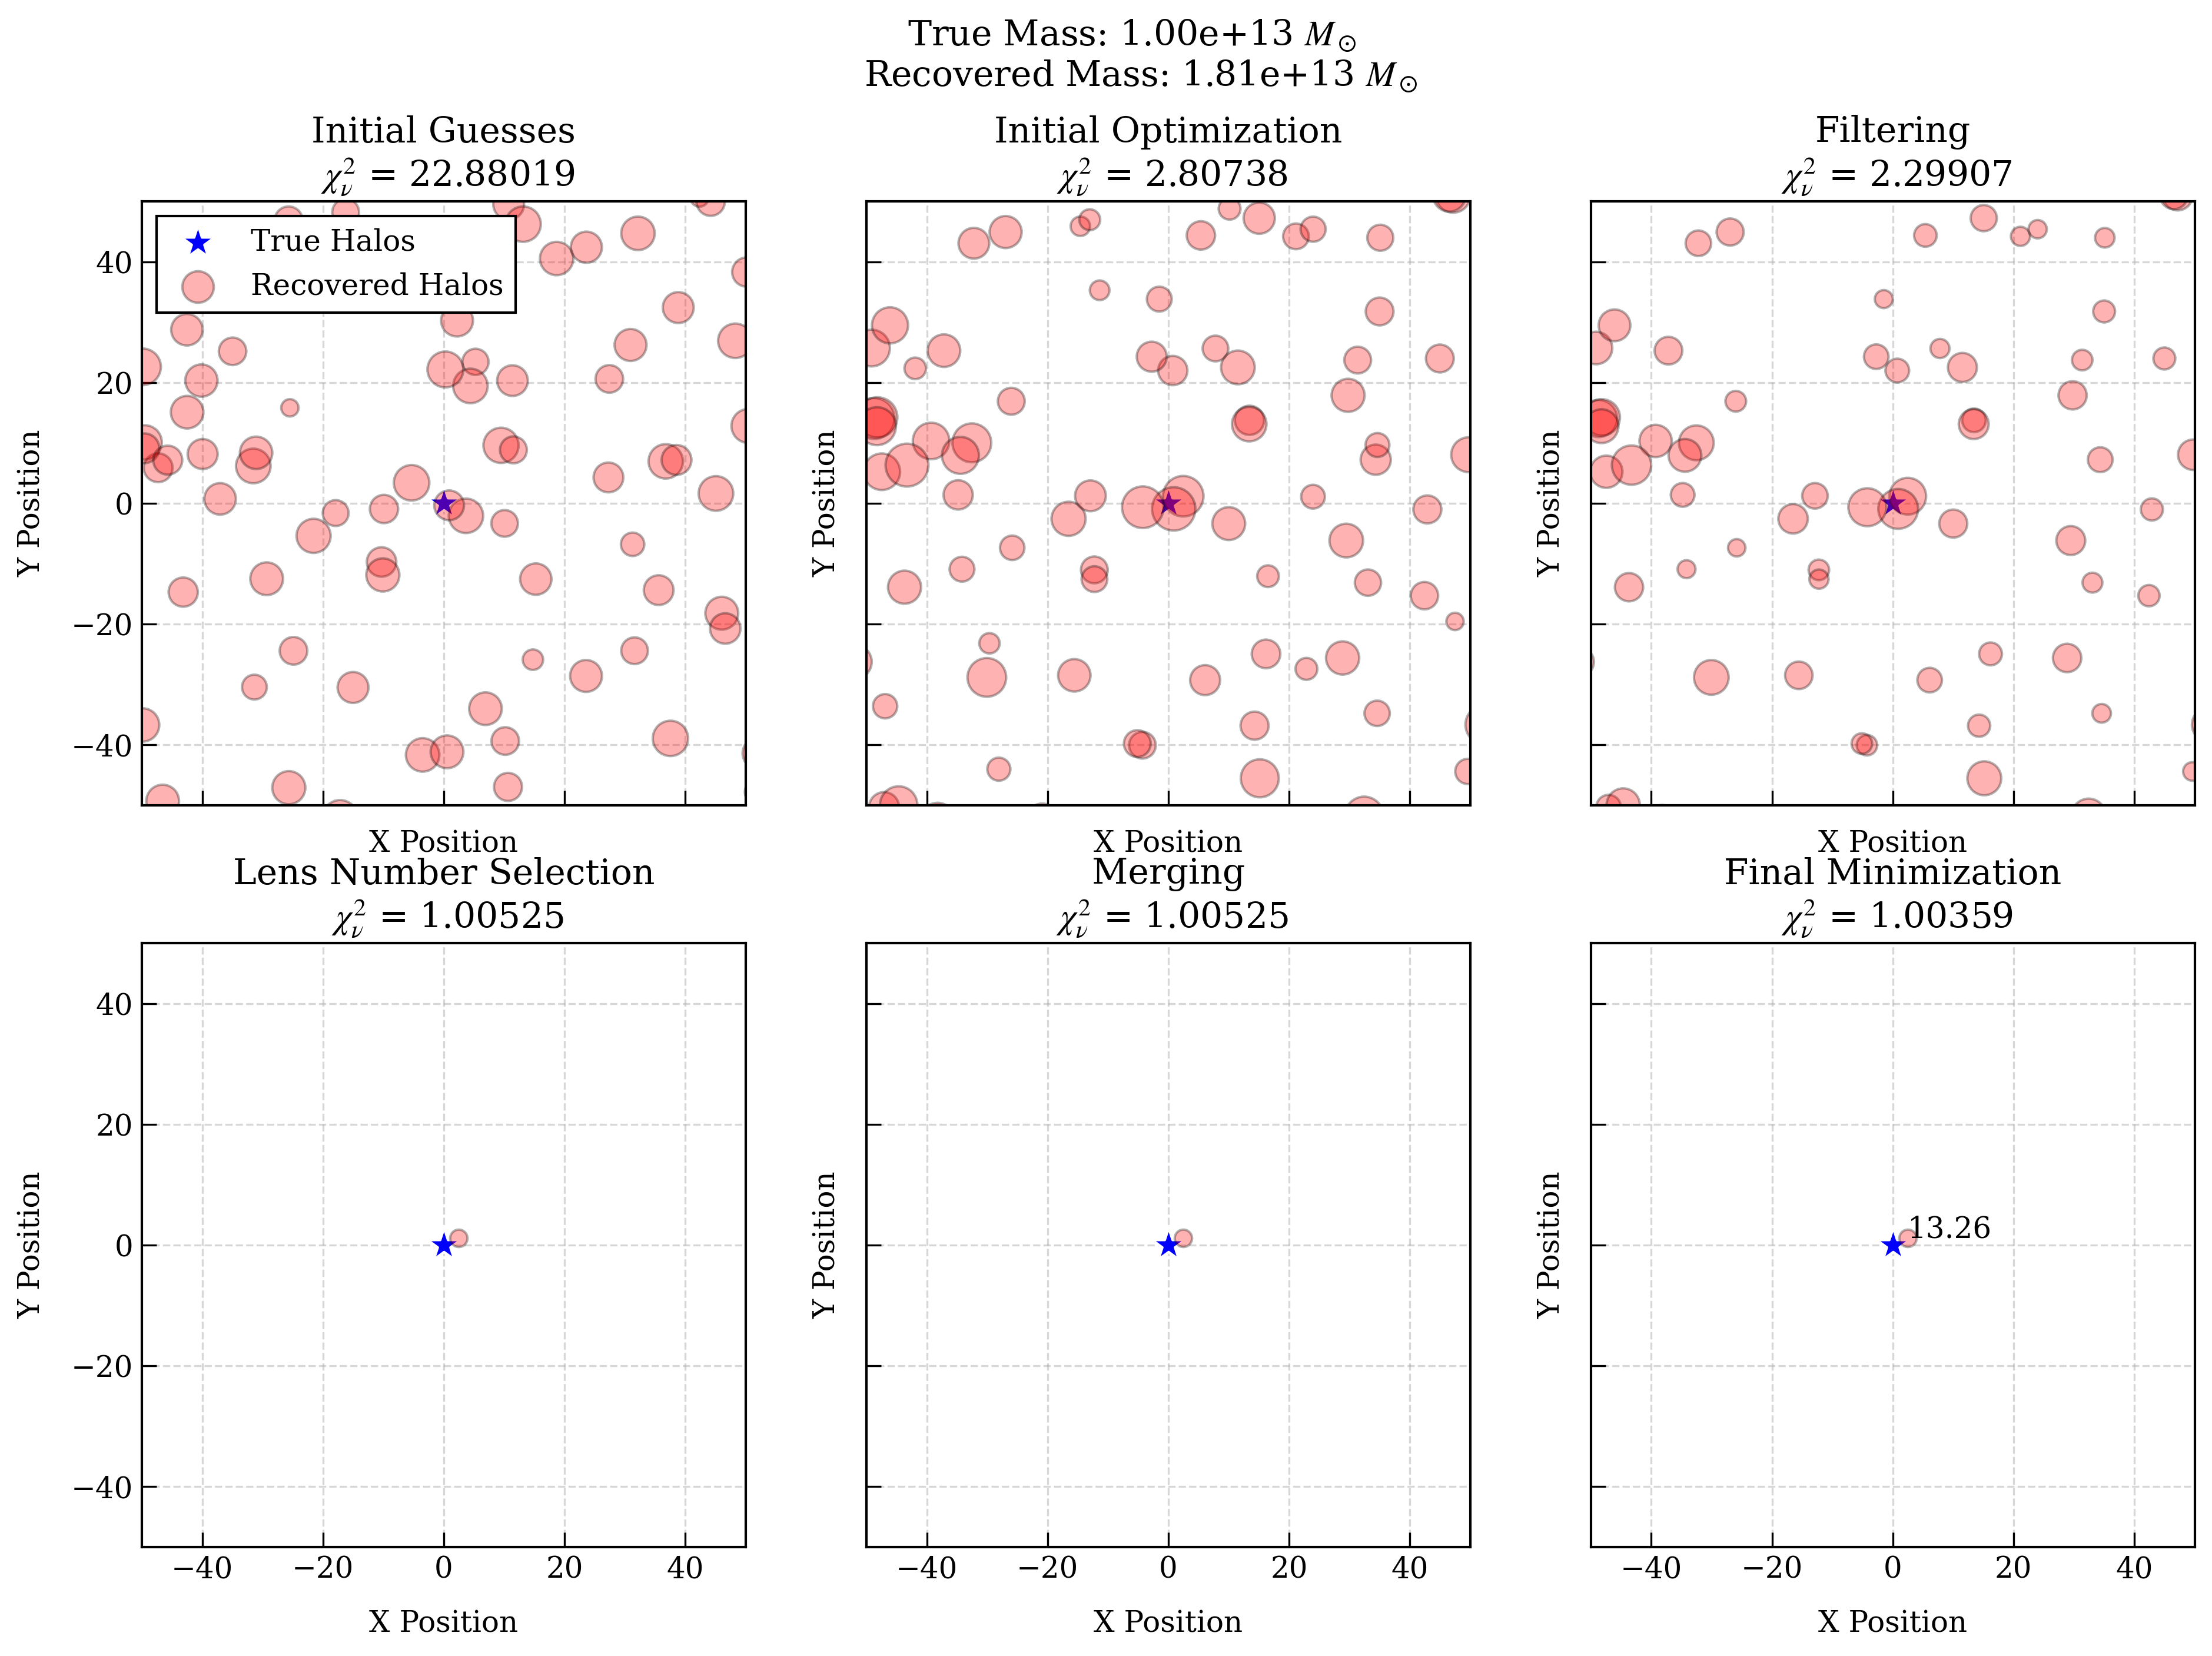 True Mass: 1.00e+13 M⊙
Recovered Mass: 1.81e+13 M⊙
Initial Guesses
χ²ν = 22.88019
Initial Optimization
χ²ν = 2.80738
Filtering
χ²ν = 2.29907
True Halos
Recovered Halos
40
20
0
−20
−40
Y Position
Y Position
Y Position
X Position
X Position
X Position
Lens Number Selection
χ²ν = 1.00525
Merging
χ²ν = 1.00525
Final Minimization
χ²ν = 1.00359
40
20
0
−20
−40
Y Position
Y Position
Y Position
13.26
−40 −20 0 20 40
−40 −20 0 20 40
−40 −20 0 20 40
X Position
X Position
X Position